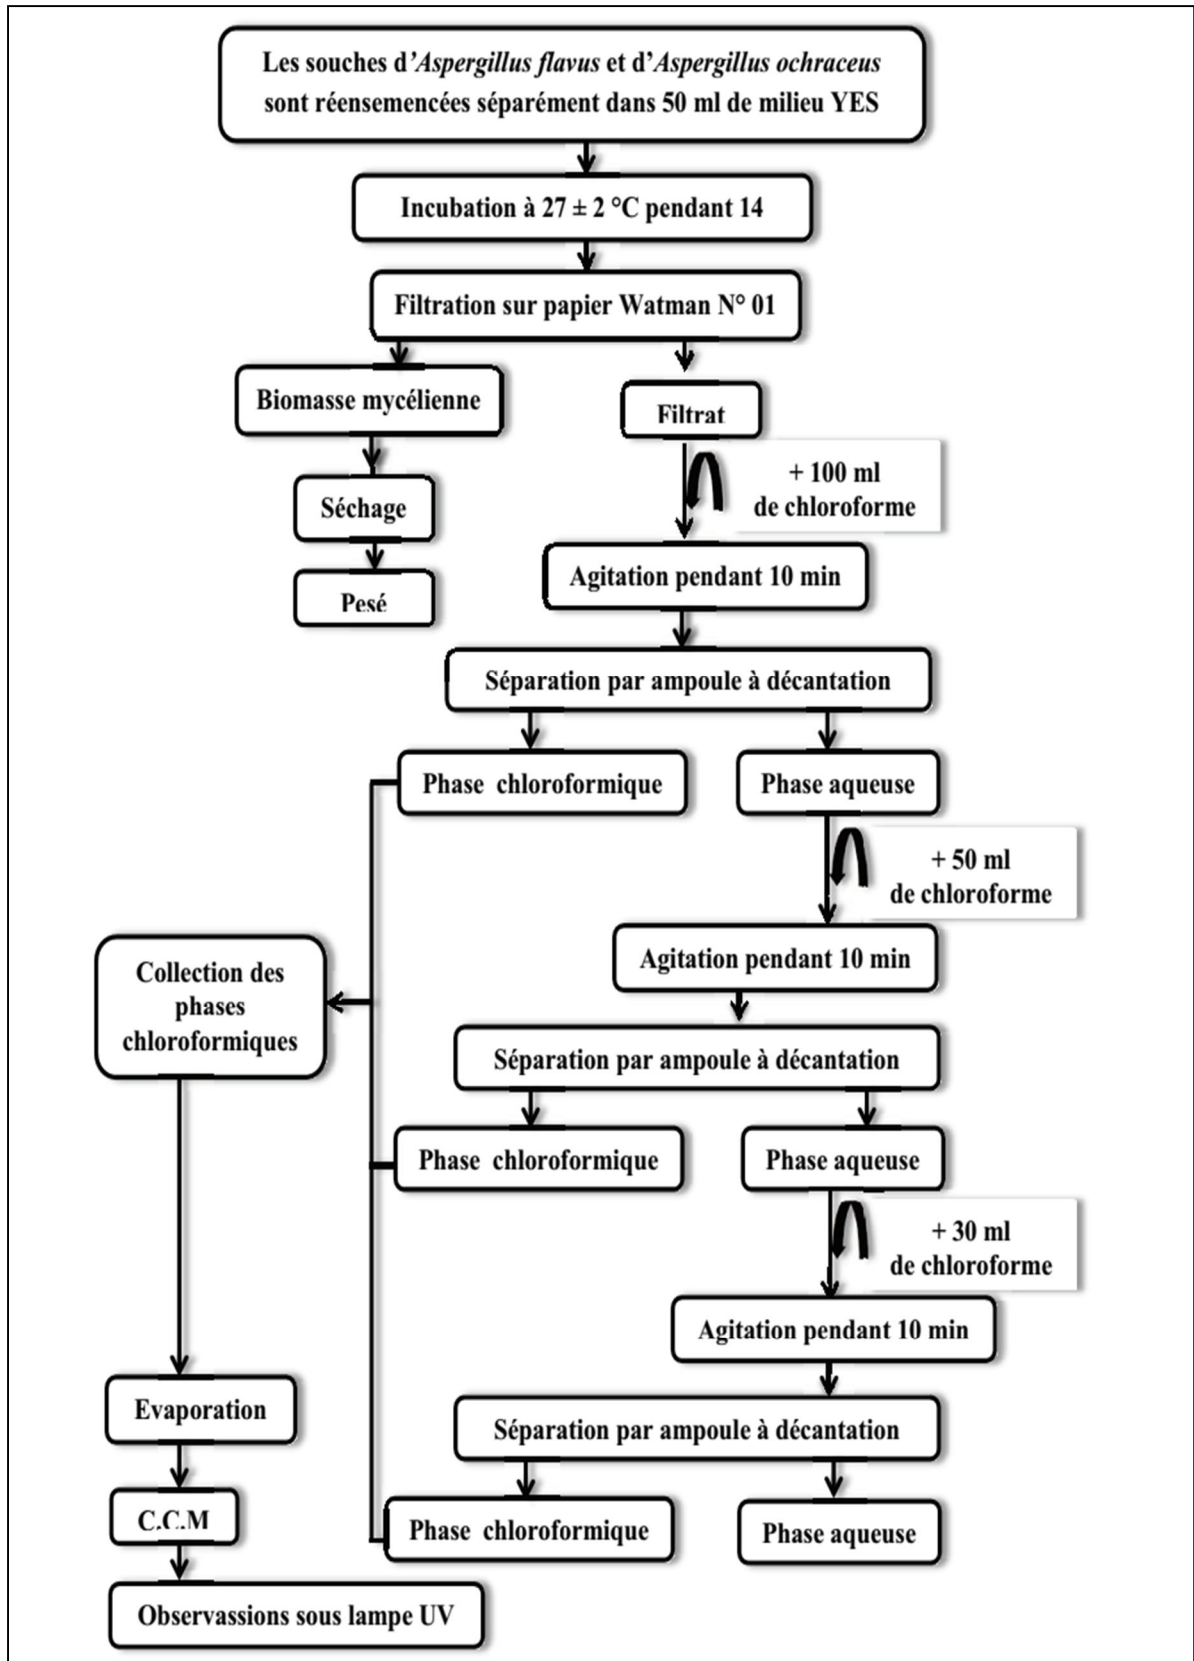 Les souches d'Aspergillus flavus et d'Aspergillus ochraceus
sont réensemencées séparément dans 50 ml de milieu YES
Incubation à 27 ± 2 °C pendant 14
Filtration sur papier Watman N° 01
Biomasse mycélienne
Filtrat
+ 100 ml
de chloroforme
Séchage
Agitation pendant 10 min
Pesé
Séparation par ampoule à décantation
Phase chloroformique
Phase aqueuse
+ 50 ml
de chloroforme
Agitation pendant 10 min
Collection des
phases
chloroformiques
Séparation par ampoule à décantation
Phase chloroformique
Phase aqueuse
+ 30 ml
de chloroforme
Agitation pendant 10 min
Evaporation
Séparation par ampoule à décantation
C.C.M
Phase chloroformique
Phase aqueuse
Observassions sous lampe UV